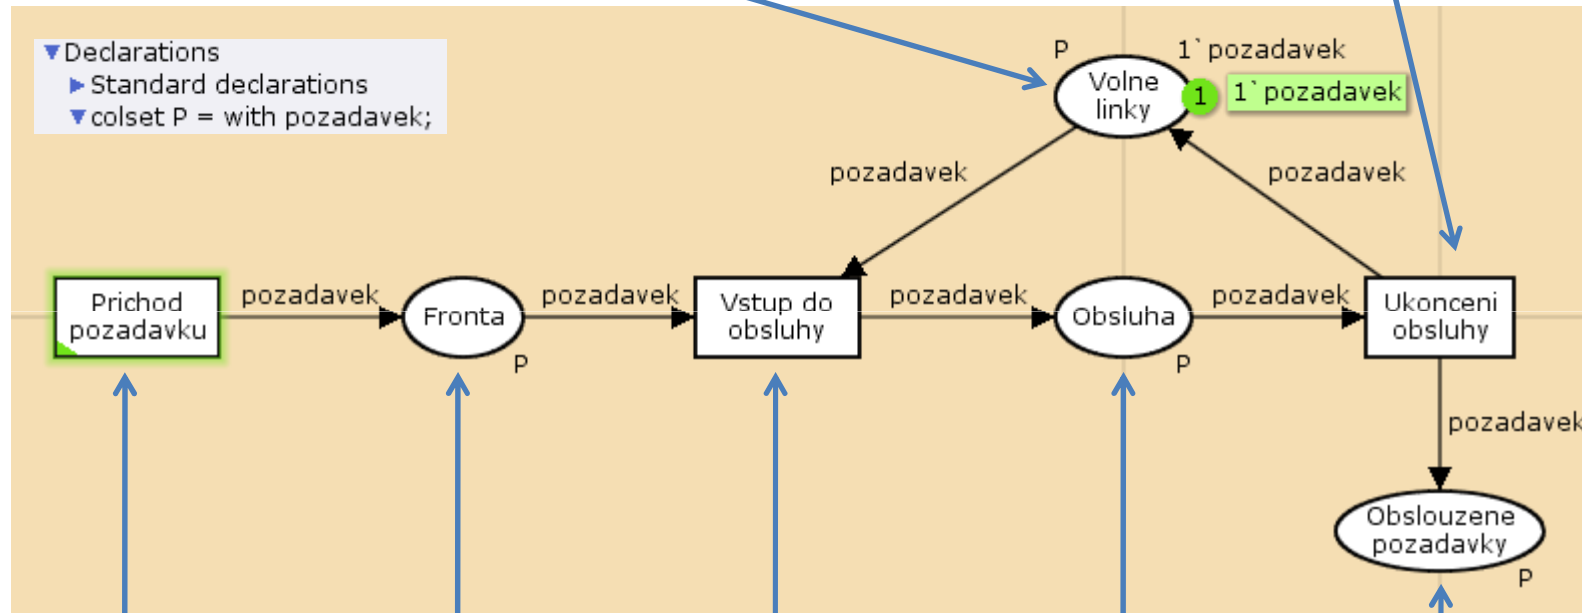 Declarations
Standard declarations
colset P = with pozadavek;
P
1`pozadavek
Volne
linky
1
1`pozadavek
pozadavek
pozadavek
Prichod
pozadavku
pozadavek
Fronta
P
pozadavek
Vstup do
obsluhy
pozadavek
Obsluha
P
pozadavek
Ukonceni
obsluhy
pozadavek
Obslouzene
pozadavky
P